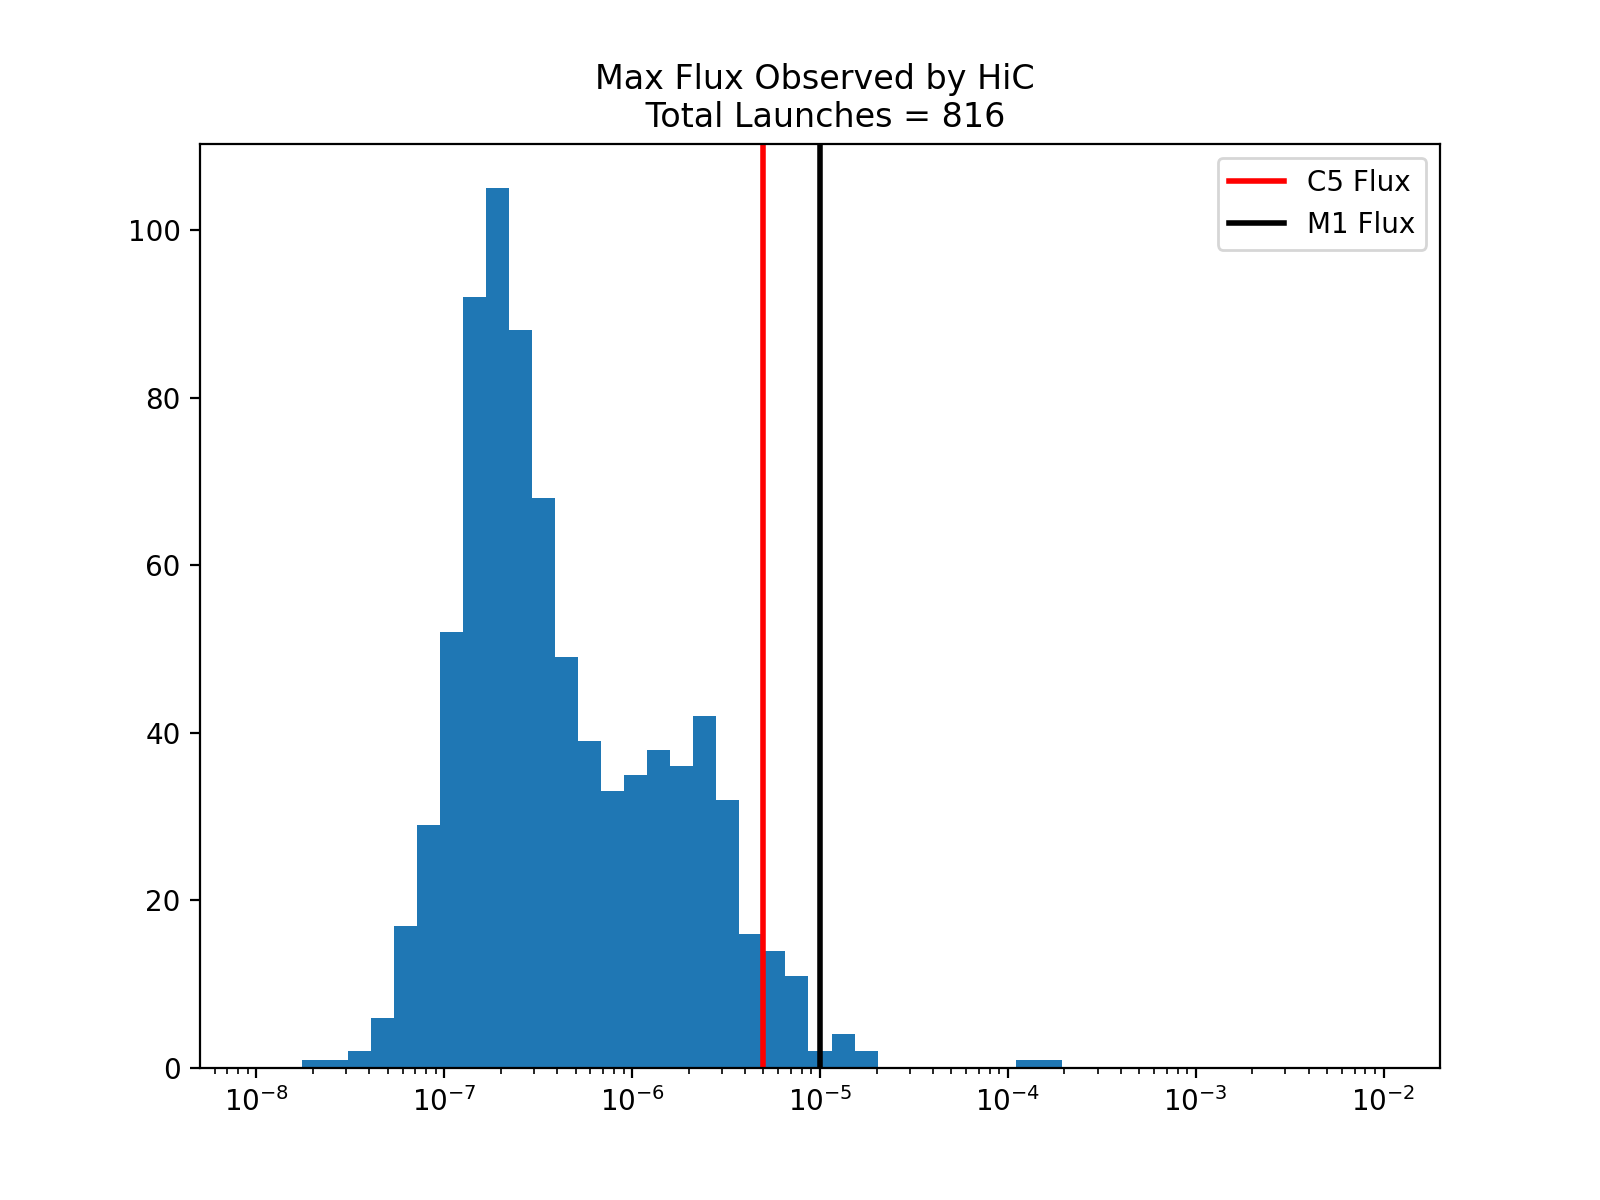 Max Flux Observed by HiC
Total Launches = 816
C5 Flux
M1 Flux
100
80
60
40
20
0
10⁻⁸ 10⁻⁷ 10⁻⁶ 10⁻⁵ 10⁻⁴ 10⁻³ 10⁻²